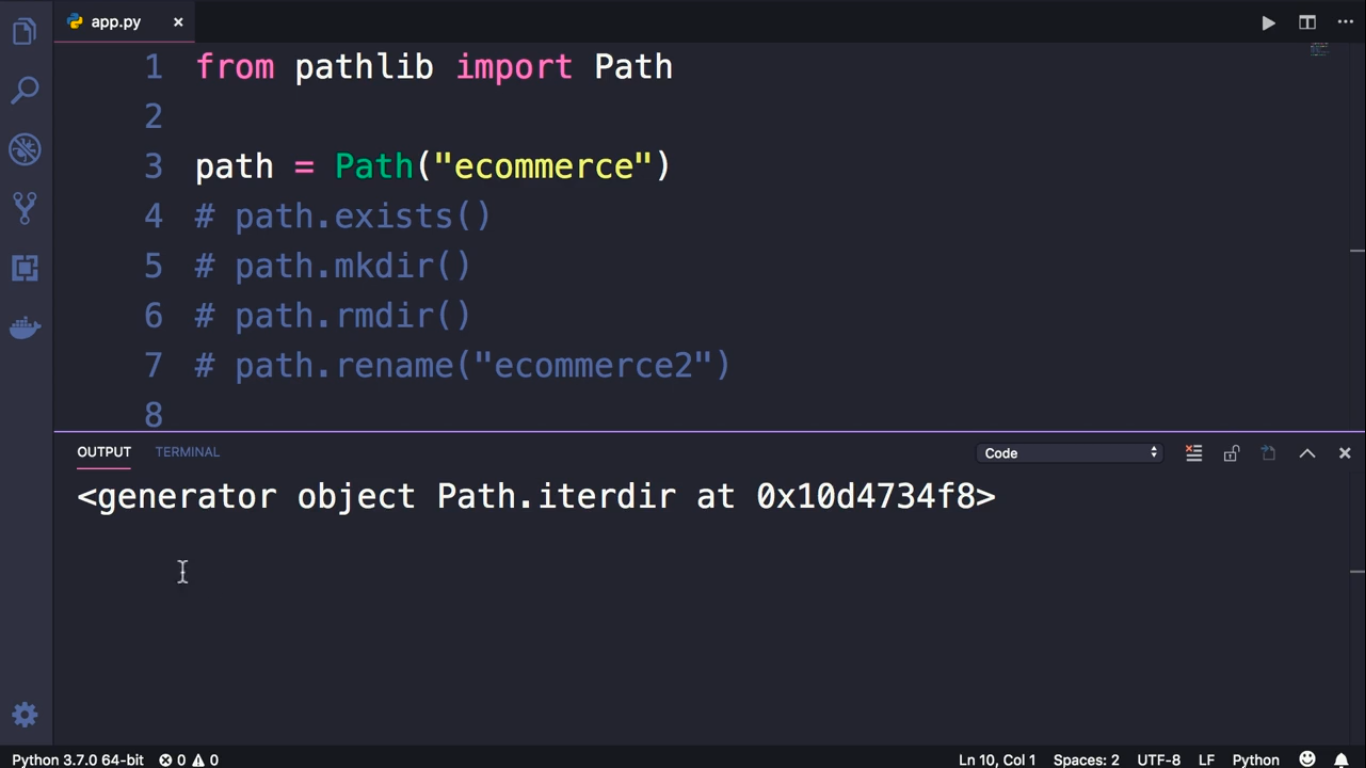 app.py
1 from pathlib import Path
2
3 path = Path("ecommerce")
4 # path.exists()
5 # path.mkdir()
6 # path.rmdir()
7 # path.rename("ecommerce2")
8
OUTPUT TERMINAL Code
<generator object Path.iterdir at 0x10d4734f8>
Python 3.7.0 64-bit 0 0 Ln 10, Col 1 Spaces: 2 UTF-8 LF Python